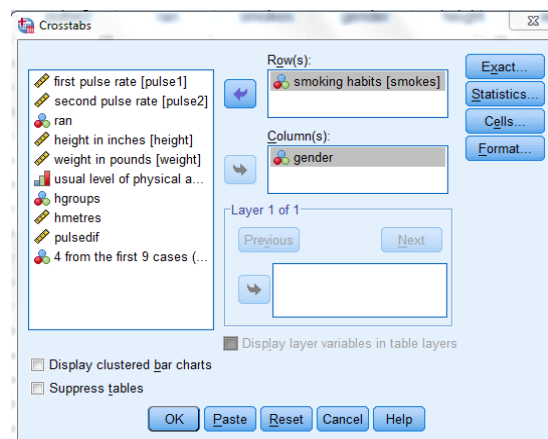 Crosstabs
first pulse rate [pulse1]
second pulse rate [pulse2]
ran
height in inches [height]
weight in pounds [weight]
usual level of physical a...
hgroups
hmetres
pulsedif
4 from the first 9 cases (...
Row(s):
smoking habits [smokes]
Column(s):
gender
Layer 1 of 1
Previous
Next
Display layer variables in table layers
Exact...
Statistics...
Cells...
Format...
Display clustered bar charts
Suppress tables
OK Paste Reset Cancel Help